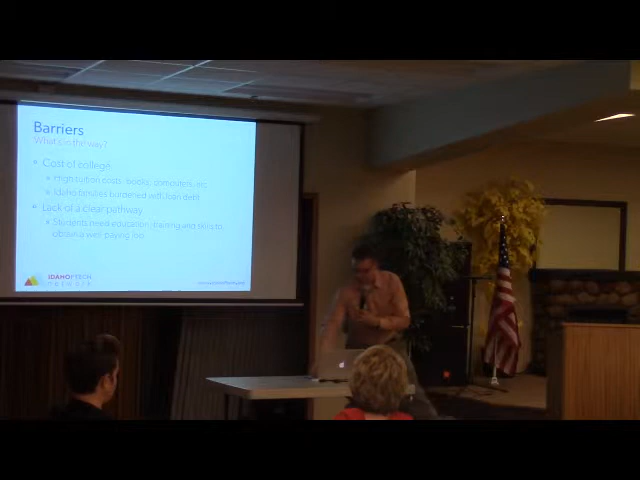 Barriers
What's in the way?
Cost of college
High tuition costs, books, computers, etc
Idaho families burdened with loan debt
Lack of a clear pathway
Students need education, training and skills to
obtain a well paying job
IDAHO TECH
network